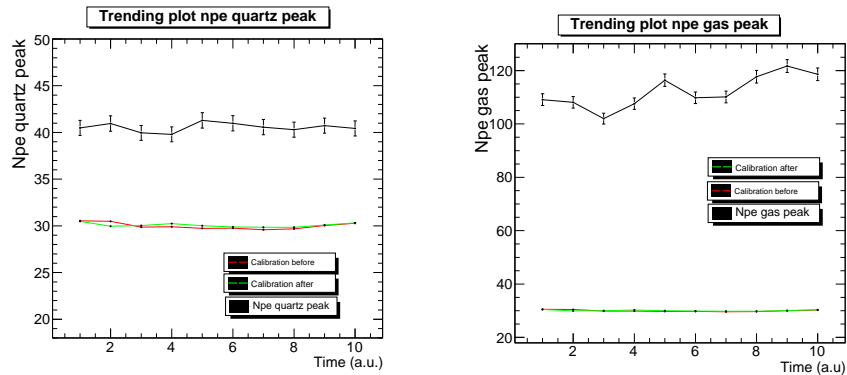 Trending plot npe quartz peak
Npe quartz peak
50
45
40
35
30
25
20
Calibration before
Calibration after
Npe quartz peak
2 4 6 8 10
Time (a.u.)
Trending plot npe gas peak
Npe gas peak
120
100
80
60
40
20
Calibration after
Calibration before
Npe gas peak
2 4 6 8 10
Time (a.u)